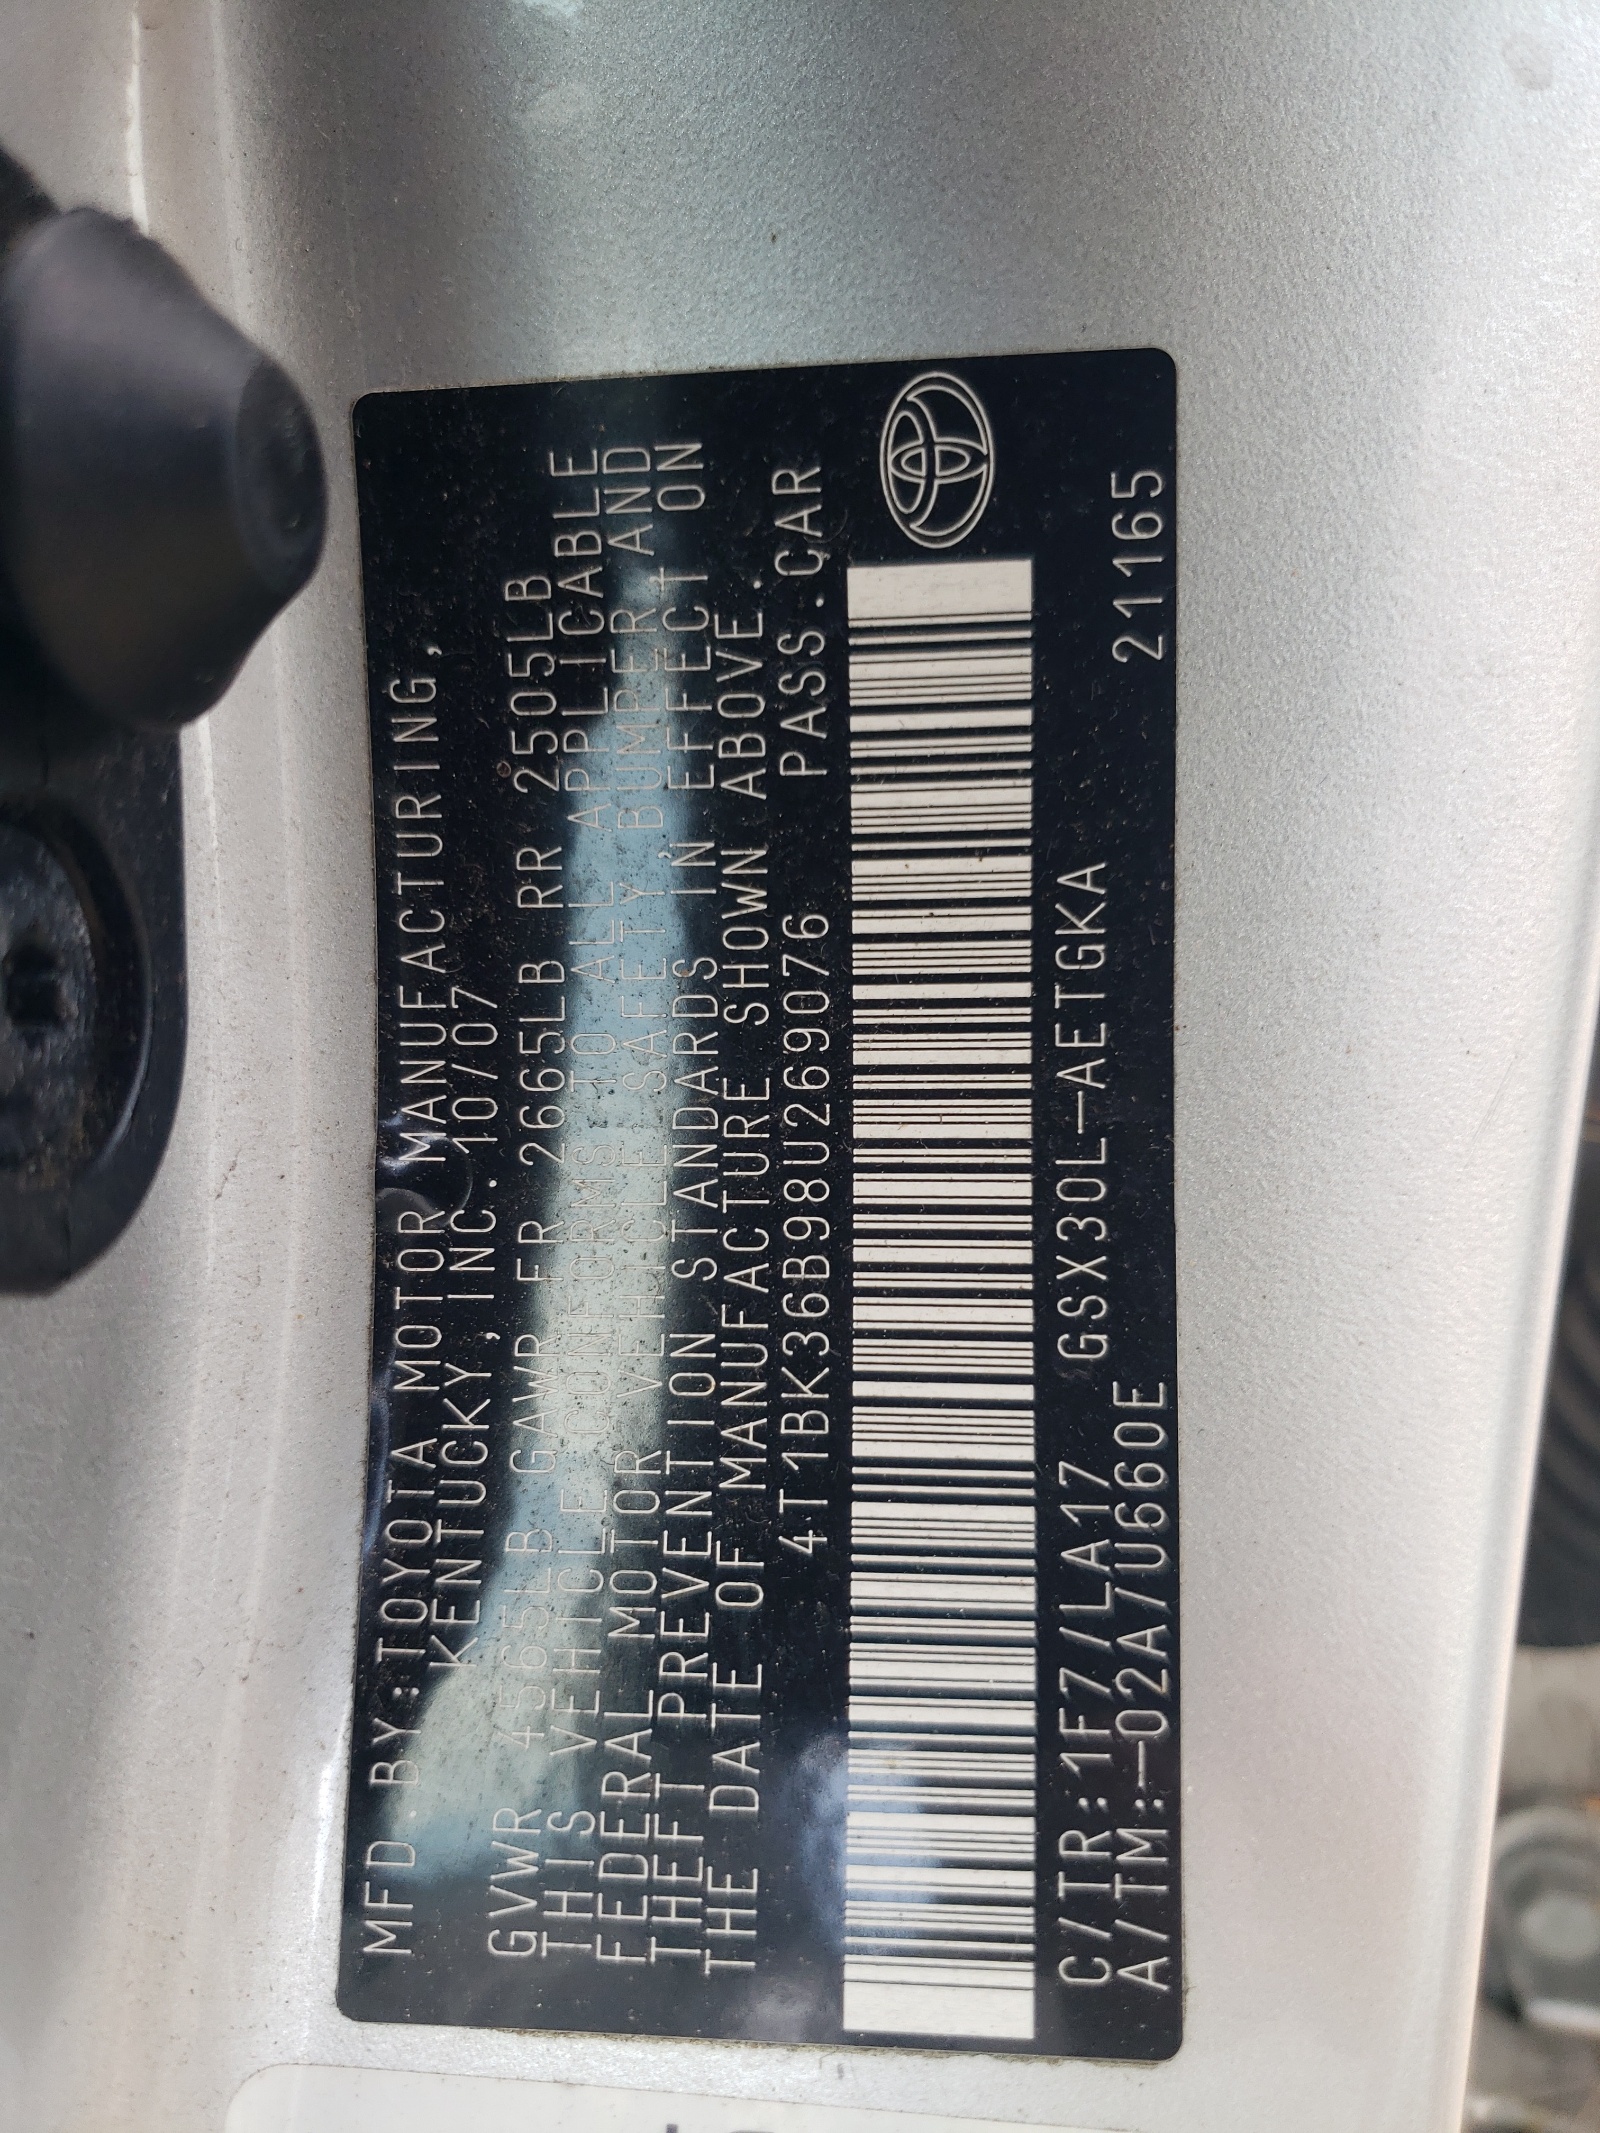 MFD.BY:TOYOTA MOTOR MANUFACTURING,
KENTUCKY, INC. 10/07
GVWR 4565LB GAWR FR 2665LB RR 2505LB
THIS VEHICLE CONFORMS TO ALL APPLICABLE
FEDERAL MOTOR VEHICLE SAFETY, BUMPER, AND
THEFT PREVENTION STANDARDS IN EFFECT ON
THE DATE OF MANUFACTURE SHOWN ABOVE.
4T1BK36B98U269076 PASS.CAR
C/TR:1F7/LA17 GSX30L-AETGKA
A/TM:-02A/U660E 21165